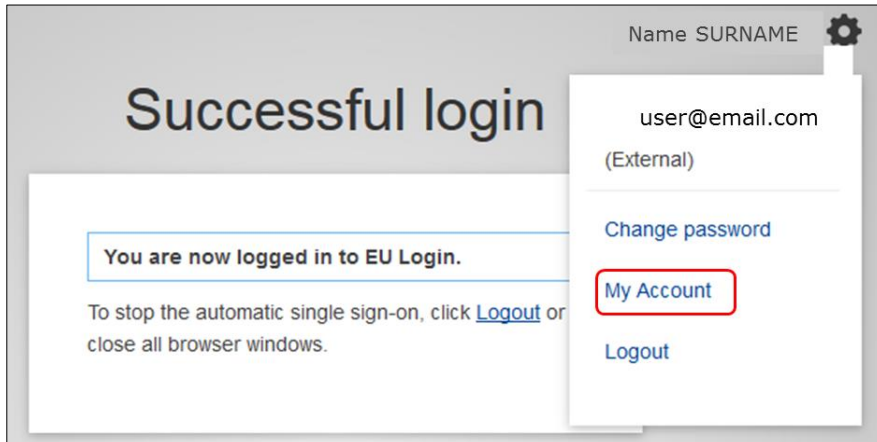 Name SURNAME
Successful login
user@email.com
(External)
You are now logged in to EU Login.
To stop the automatic single sign-on, click Logout or
close all browser windows.
Change password
My Account
Logout